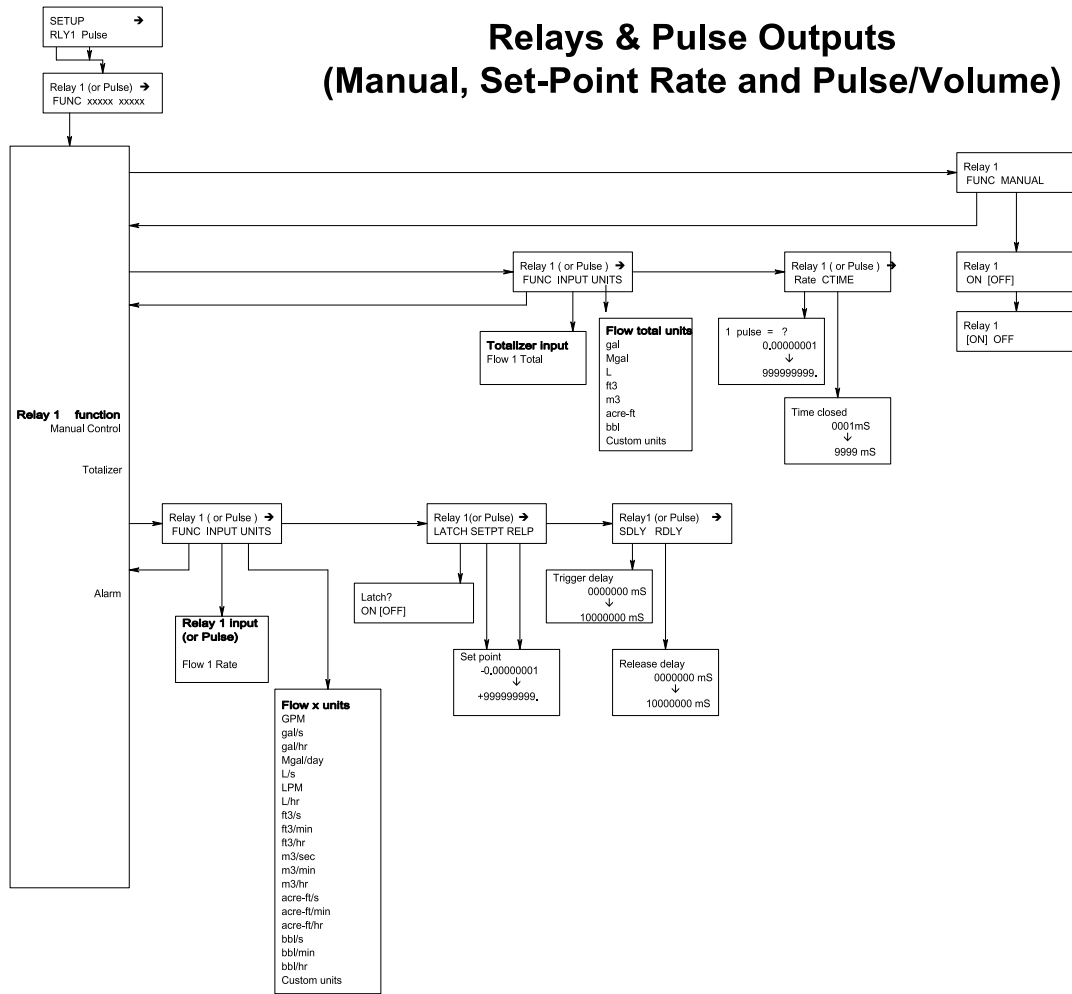 Relays & Pulse Outputs
(Manual, Set-Point Rate and Pulse/Volume)
SETUP ➔
RLY1 Pulse
Relay 1 (or Pulse) ➔
FUNC xxxxx xxxxx
Relay 1 function
Manual Control
Totalizer
Alarm
Relay 1
FUNC MANUAL
Relay 1
ON [OFF]
Relay 1
[ON] OFF
Relay 1 ( or Pulse ) ➔
FUNC INPUT UNITS
Totalizer input
Flow 1 Total
Flow total units
gal
Mgal
L
ft3
m3
acre-ft
bbl
Custom units
Relay 1 ( or Pulse ) ➔
Rate CTIME
1 pulse = ?
0.00000001
↓
999999999.
Time closed
0001mS
↓
9999 mS
Relay 1 ( or Pulse ) ➔
FUNC INPUT UNITS
Relay 1 input
(or Pulse)
Flow 1 Rate
Flow x units
GPM
gal/s
gal/hr
Mgal/day
L/s
LPM
L/hr
ft3/s
ft3/min
ft3/hr
m3/sec
m3/min
m3/hr
acre-ft/s
acre-ft/min
acre-ft/hr
bbl/s
bbl/min
bbl/hr
Custom units
Relay 1(or Pulse) ➔
LATCH SETPT RELP
Latch?
ON [OFF]
Set point
-0.00000001
↓
+999999999.
Relay1 (or Pulse) ➔
SDLY RDLY
Trigger delay
0000000 mS
↓
10000000 mS
Release delay
0000000 mS
↓
10000000 mS